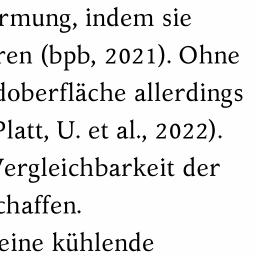 rmung, indem sie
ren (bpb, 2021). Ohne
doberfläche allerdings
Platt, U. et al., 2022).
Vergleichbarkeit der
chaffen.
eine kühlende